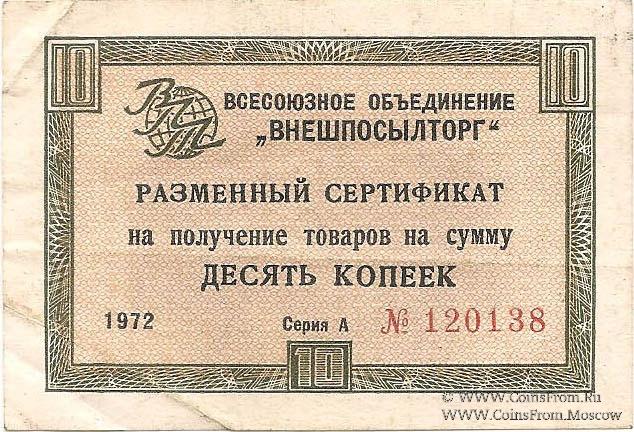 10 10
ВПТ
ВСЕСОЮЗНОЕ ОБЪЕДИНЕНИЕ
„ВНЕШПОСЫЛТОРГ“
РАЗМЕННЫЙ СЕРТИФИКАТ
на получение товаров на сумму
ДЕСЯТЬ КОПЕЕК
1972 Серия А № 120138
10
© WWW.CoinsFrom.Ru
WWW.CoinsFrom.Moscow